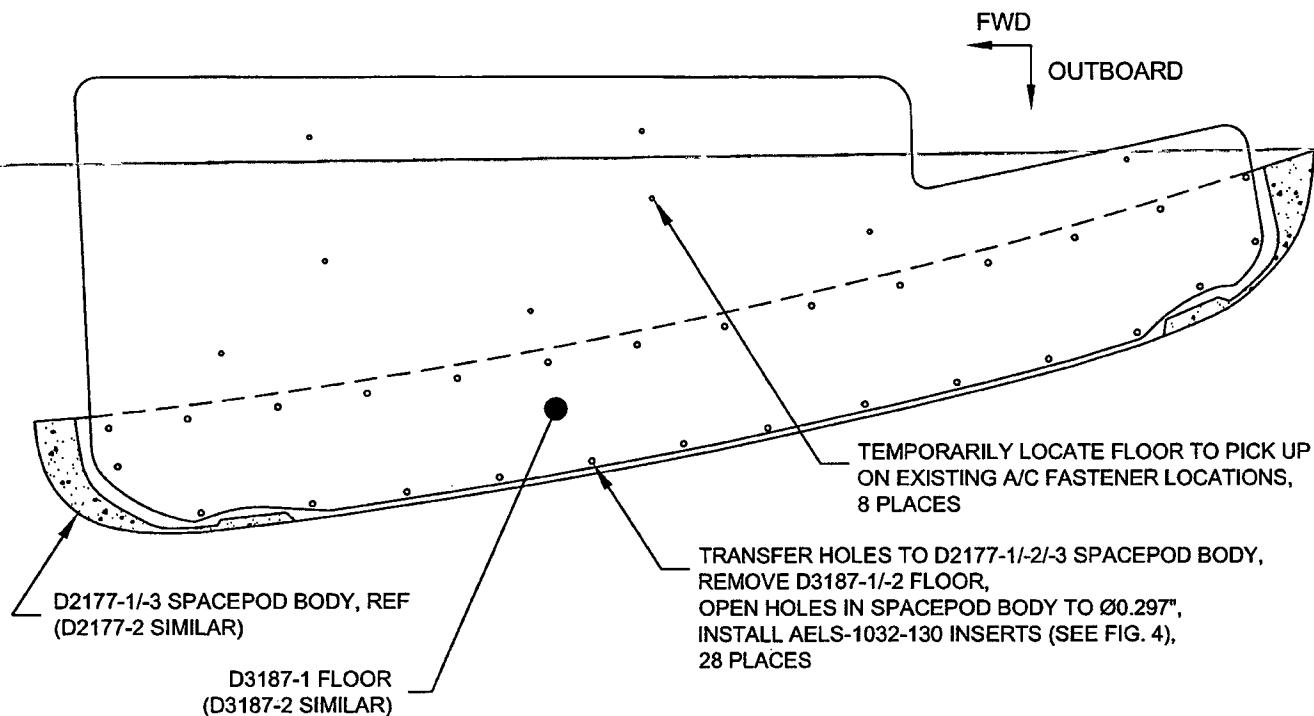 FWD
OUTBOARD
TEMPORARILY LOCATE FLOOR TO PICK UP
ON EXISTING A/C FASTENER LOCATIONS,
8 PLACES
TRANSFER HOLES TO D2177-1/-2/-3 SPACEPOD BODY,
REMOVE D3187-1/-2 FLOOR,
OPEN HOLES IN SPACEPOD BODY TO Ø0.297",
INSTALL AELS-1032-130 INSERTS (SEE FIG. 4),
28 PLACES
D2177-1/-3 SPACEPOD BODY, REF
(D2177-2 SIMILAR)
D3187-1 FLOOR
(D3187-2 SIMILAR)